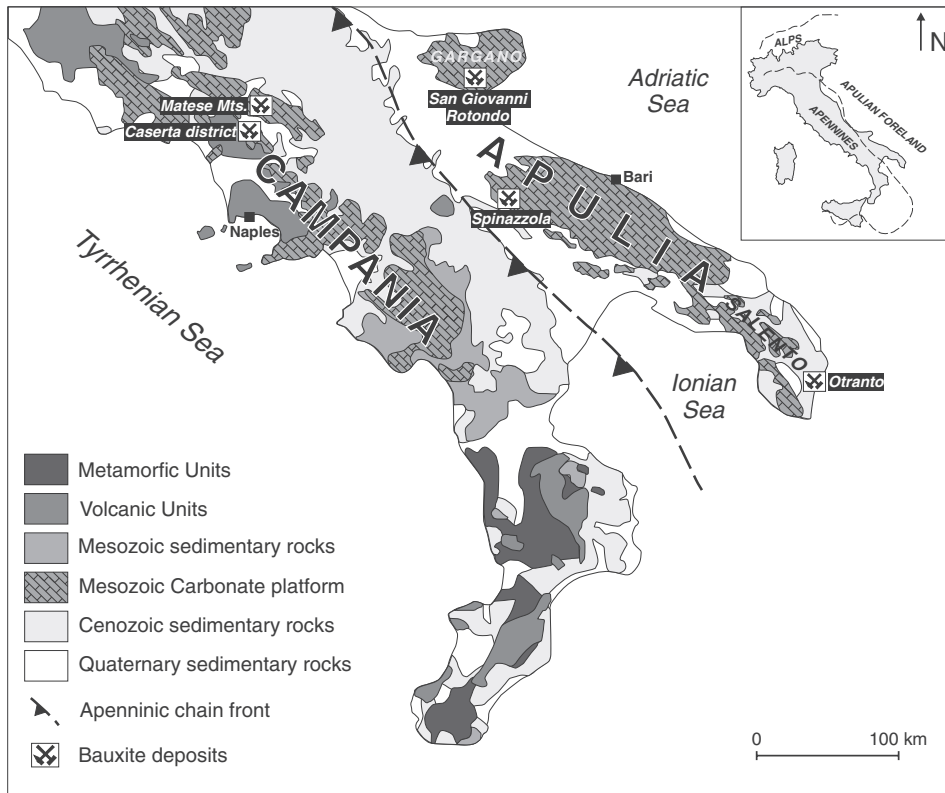 GARGANO
San Giovanni
Rotondo
Adriatic
Sea
ALPS
APENNINES
APULIAN FORELAND
N
Matese Mts.
Caserta district
CAMPANIA
APULIA
Bari
Spinazzola
Naples
Tyrrhenian Sea
SALENTO
Otranto
Ionian
Sea
Metamorfic Units
Volcanic Units
Mesozoic sedimentary rocks
Mesozoic Carbonate platform
Cenozoic sedimentary rocks
Quaternary sedimentary rocks
Apenninic chain front
Bauxite deposits
0 100 km